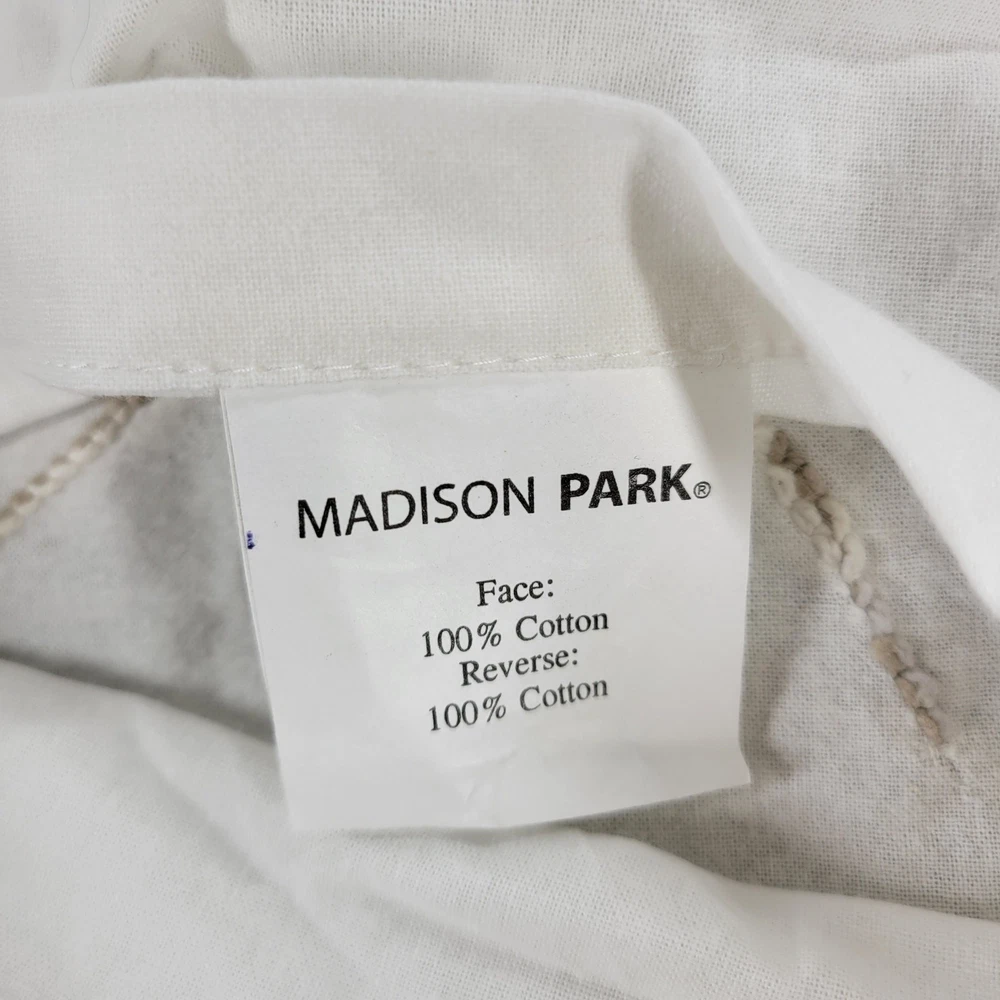 MADISON PARK®
Face:
100% Cotton
Reverse:
100% Cotton